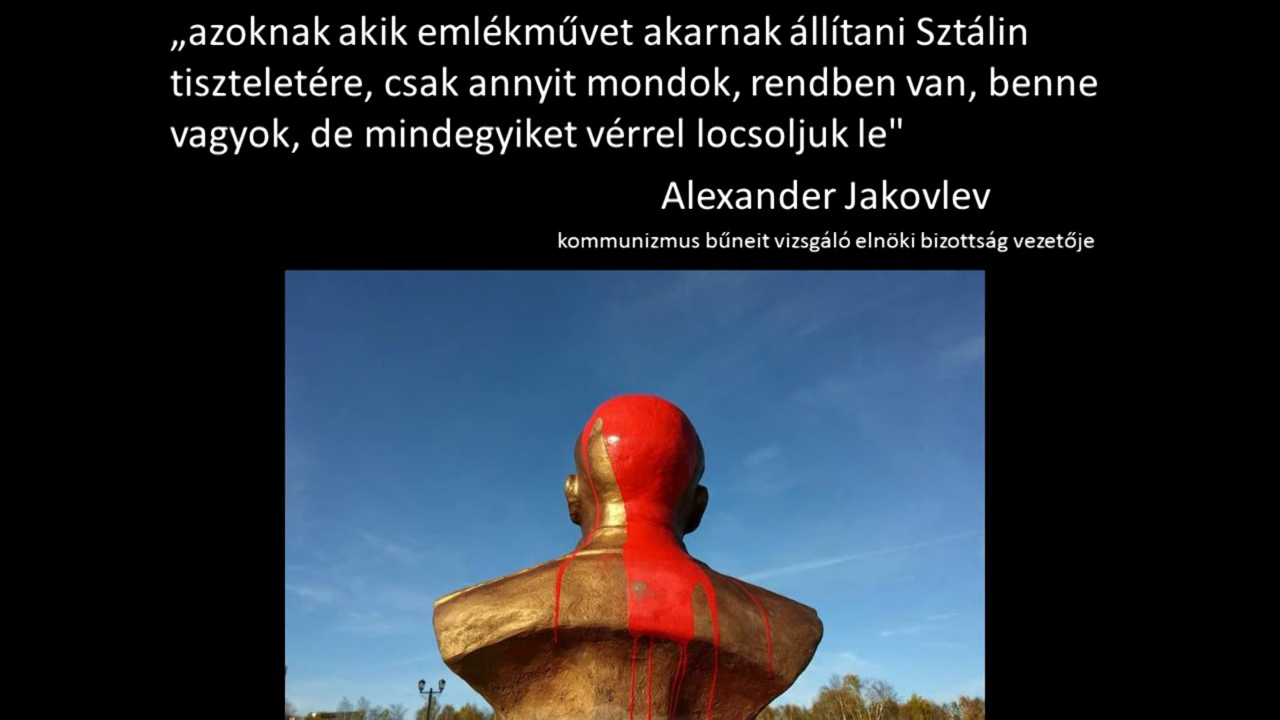 „azoknak akik emlékművet akarnak állítani Sztálin
tiszteletére, csak annyit mondok, rendben van, benne
vagyok, de mindegyiket vérrel locsoljuk le"
Alexander Jakovlev
kommunizmus bűneit vizsgáló elnöki bizottság vezetője